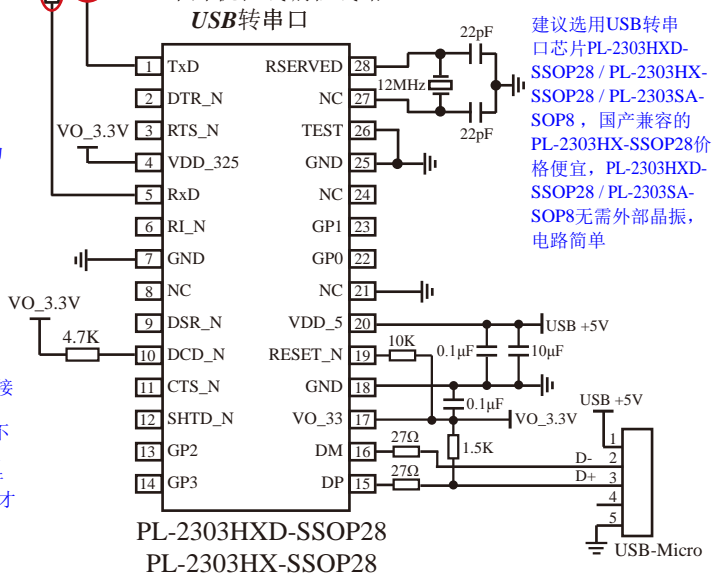 USB转串口
建议选用USB转串
口芯片PL-2303HXD-
SSOP28 / PL-2303HX-
SSOP28 / PL-2303SA-
SOP8 ，国产兼容的
PL-2303HX-SSOP28价
格便宜，PL-2303HXD-
SSOP28 / PL-2303SA-
SOP8无需外部晶振，
电路简单
1 TxD
2 DTR_N
3 RTS_N
4 VDD_325
5 RxD
6 RI_N
7 GND
8 NC
9 DSR_N
10 DCD_N
11 CTS_N
12 SHTD_N
13 GP2
14 GP3
RSERVED 28
NC 27
TEST 26
GND 25
NC 24
GP1 23
GP0 22
NC 21
VDD_5 20
RESET_N 19
GND 18
VO_33 17
DM 16
DP 15
VO_3.3V
VO_3.3V
4.7K
22pF
12MHz
22pF
USB +5V
10K
0.1μF
10μF
0.1μF
VO_3.3V
27Ω
1.5K
27Ω
USB +5V
D-
D+
1
2
3
4
5
USB-Micro
接
不
才
PL-2303HXD-SSOP28
PL-2303HX-SSOP28